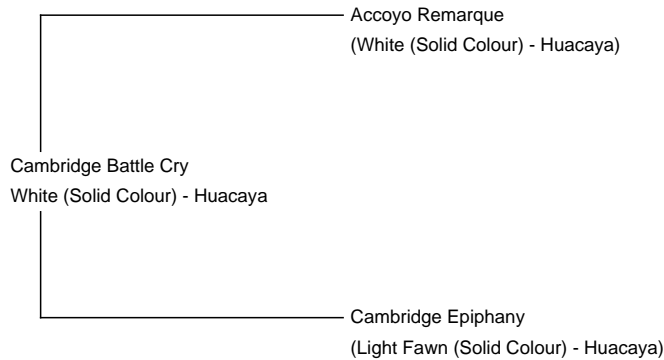 Accoyo Remarque
(White (Solid Colour) - Huacaya)
Cambridge Battle Cry
White (Solid Colour) - Huacaya
Cambridge Epiphany
(Light Fawn (Solid Colour) - Huacaya)